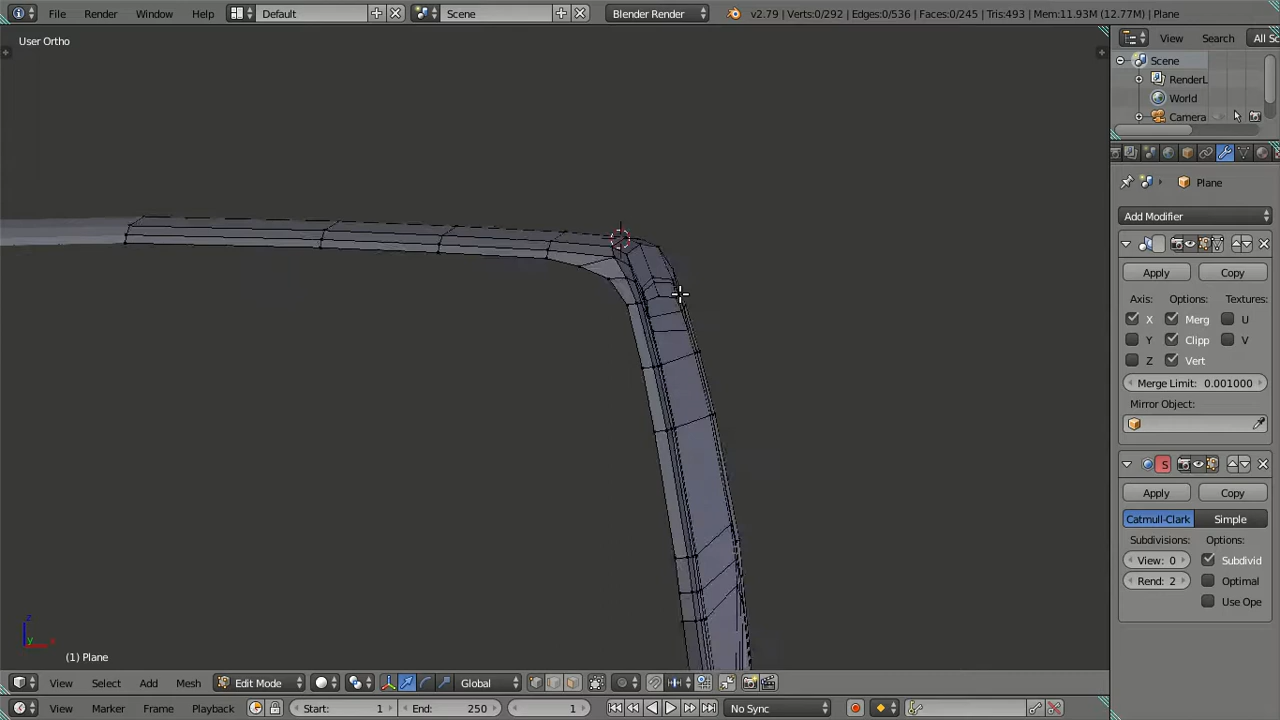 File Render Window Help Default Scene Blender Render v2.79 | Verts:0/292 | Edges:0/536 | Faces:0/245 | Tris:493 | Mem:11.93M (12.77M) | Plane
User Ortho
View Search All Sc
Scene
RenderL
World
Camera
Plane
Add Modifier
Apply Copy
Axis: Options: Textures:
X Merg U
Y Clipp V
Z Vert
Merge Limit: 0.001000
Mirror Object:
S
Apply Copy
Catmull-Clark Simple
Subdivisions: Options:
View: 0 Subdivid
Rend: 2 Optimal
Use Ope
z
y x
(1) Plane
View Select Add Mesh Edit Mode Global
View Marker Frame Playback Start: 1 End: 250 1 No Sync